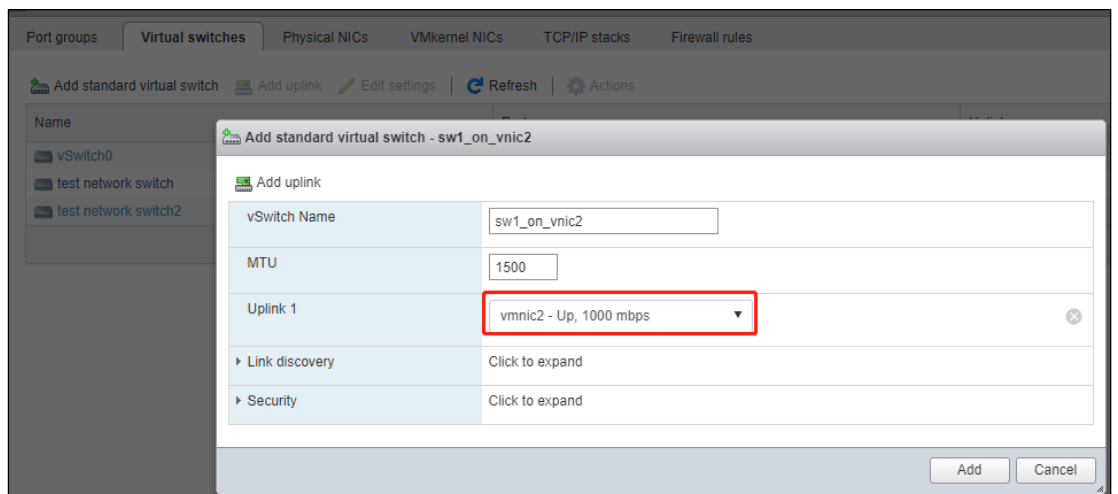 Port groups Virtual switches Physical NICs VMkernel NICs TCP/IP stacks Firewall rules
Add standard virtual switch Add uplink Edit settings Refresh Actions
Name
Add standard virtual switch - sw1_on_vnic2
vSwitch0
test network switch
test network switch2
Add uplink
vSwitch Name sw1_on_vnic2
MTU 1500
Uplink 1 vmnic2 - Up, 1000 mbps
Link discovery Click to expand
Security Click to expand
Add Cancel